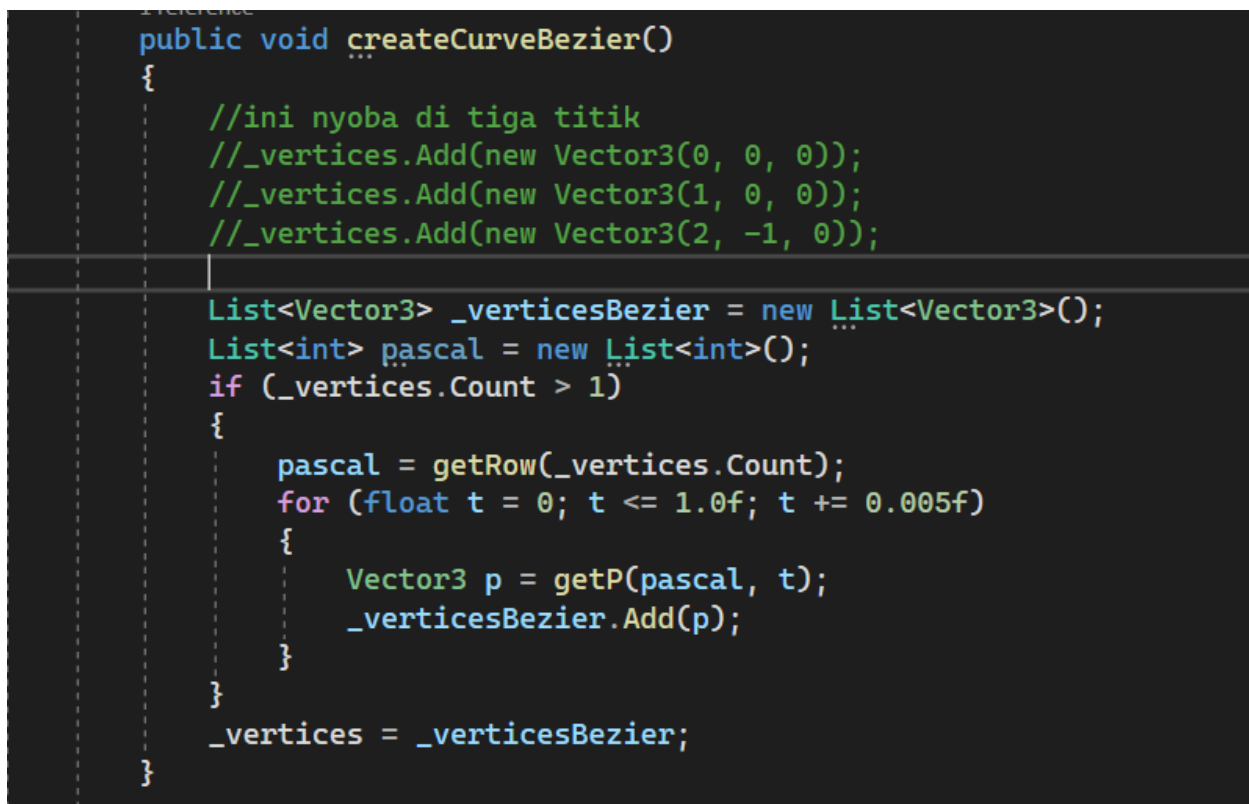 public void createCurveBezier()
{
//ini nyoba di tiga titik
//_vertices.Add(new Vector3(0, 0, 0));
//_vertices.Add(new Vector3(1, 0, 0));
//_vertices.Add(new Vector3(2, -1, 0));
List<Vector3> _verticesBezier = new List<Vector3>();
List<int> pascal = new List<int>();
if (_vertices.Count > 1)
{
pascal = getRow(_vertices.Count);
for (float t = 0; t <= 1.0f; t += 0.005f)
{
Vector3 p = getP(pascal, t);
_verticesBezier.Add(p);
}
}
_vertices = _verticesBezier;
}